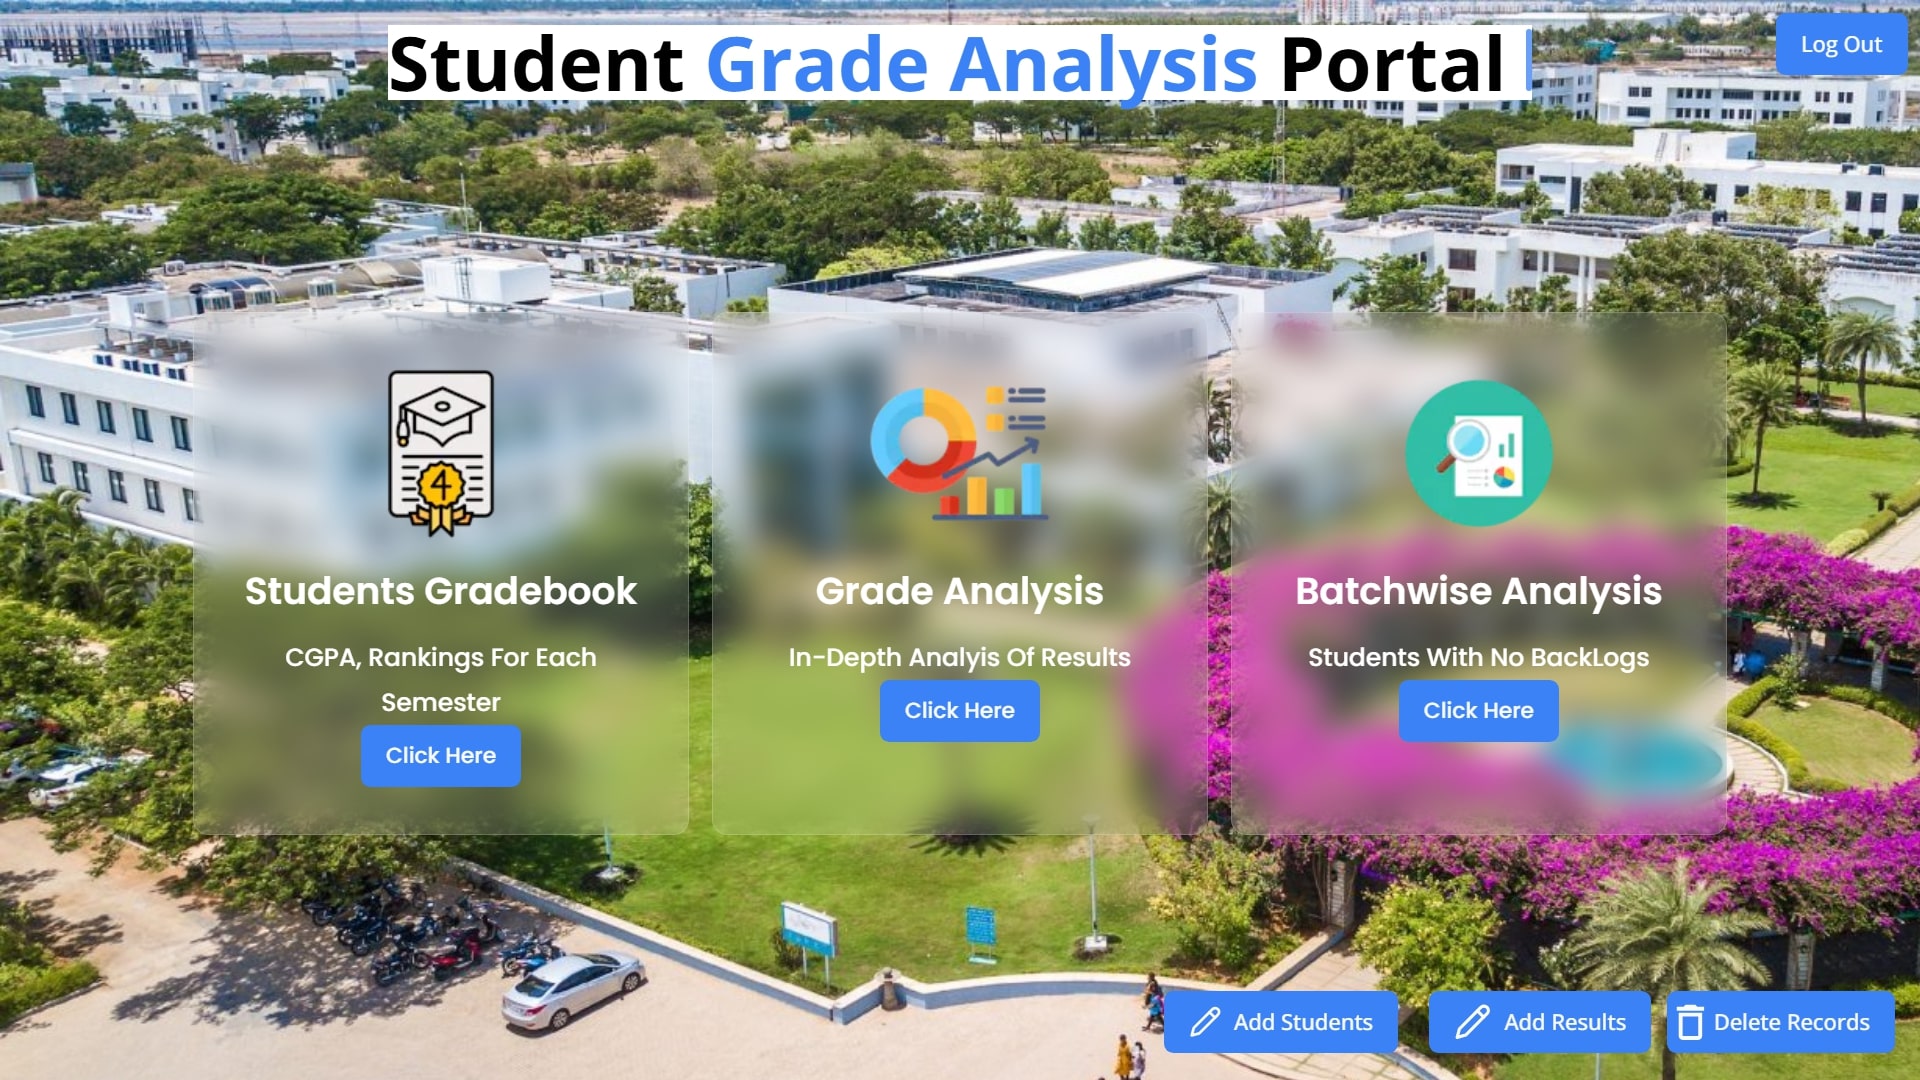 Student Grade Analysis Portal
Log Out
4
Students Gradebook
CGPA, Rankings For Each
Semester
Click Here
Grade Analysis
In-Depth Analyis Of Results
Click Here
Batchwise Analysis
Students With No BackLogs
Click Here
Add Students
Add Results
Delete Records